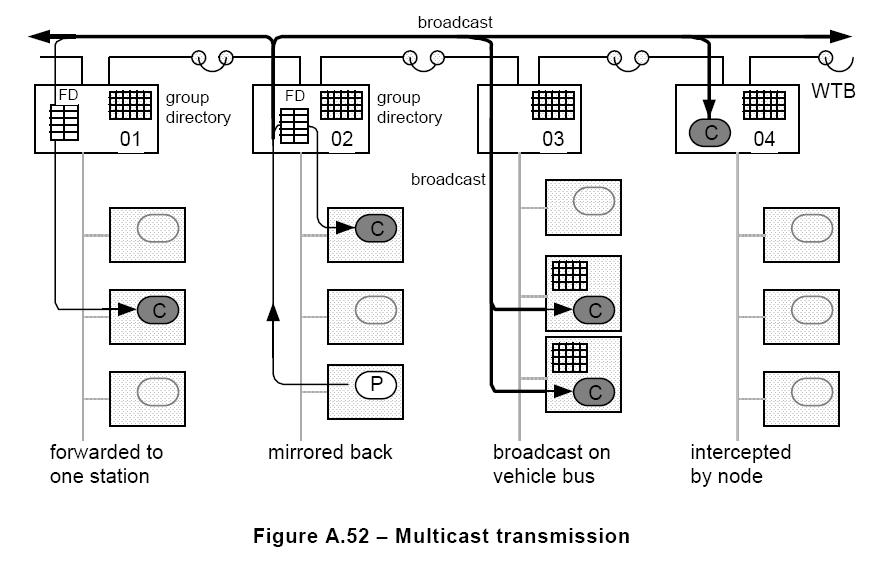 broadcast
WTB
FD
group
directory
01
FD
group
directory
02
03
C
04
broadcast
C
C
C
P
C
forwarded to
one station
mirrored back
broadcast on
vehicle bus
intercepted
by node
Figure A.52 – Multicast transmission